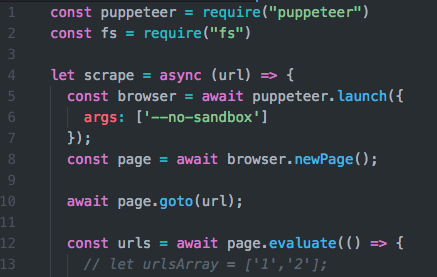 1 const puppeteer = require("puppeteer")
2 const fs = require("fs")
3
4 let scrape = async (url) => {
5 const browser = await puppeteer.launch({
6 args: ['--no-sandbox']
7 });
8 const page = await browser.newPage();
9
10 await page.goto(url);
11
12 const urls = await page.evaluate(() => {
13 // let urlsArray = ['1','2'];